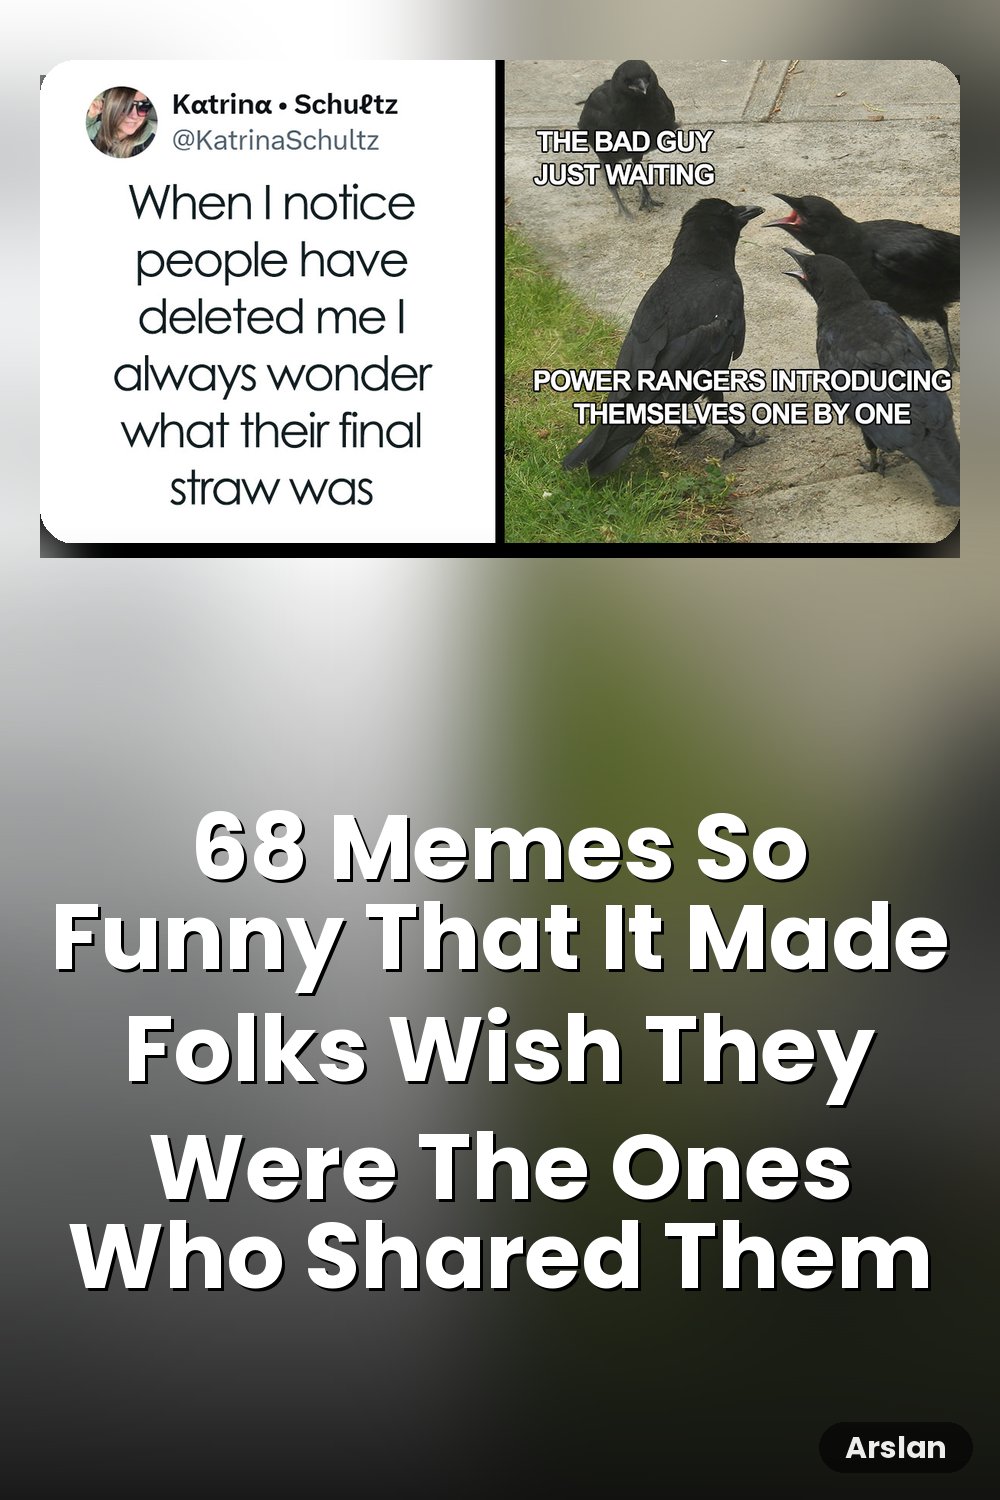 Kαtrinα • Schuℓtz
@KatrinaSchultz
When I notice
people have
deleted me I
always wonder
what their final
straw was
THE BAD GUY
JUST WAITING
POWER RANGERS INTRODUCING
THEMSELVES ONE BY ONE
68 Memes So
Funny That It Made
Folks Wish They
Were The Ones
Who Shared Them
Arslan